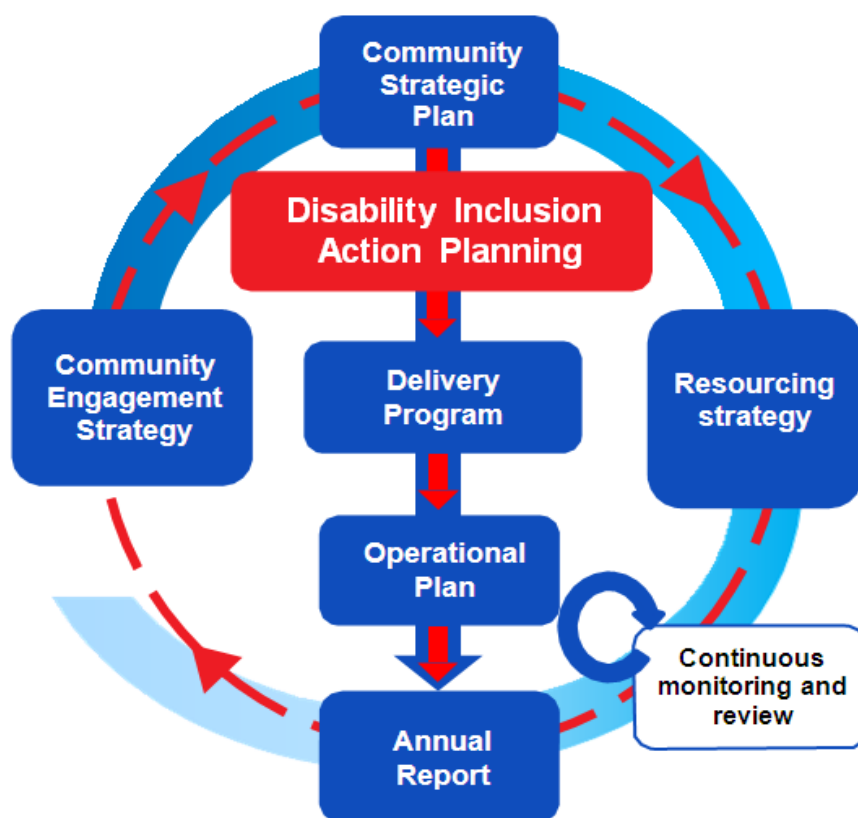 Community
Strategic
Plan
Disability Inclusion
Action Planning
Community
Engagement
Strategy
Delivery
Program
Resourcing
strategy
Operational
Plan
Continuous
monitoring and
review
Annual
Report